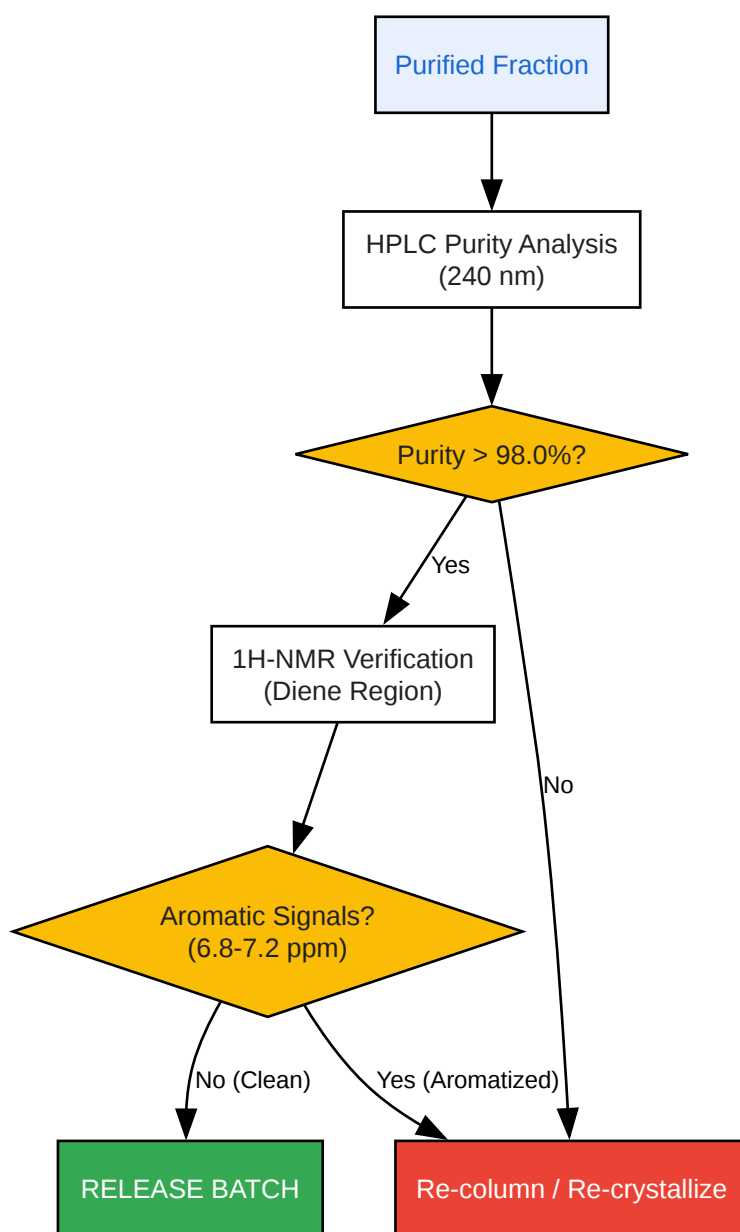 Purified Fraction
HPLC Purity Analysis
(240 nm)
Purity > 98.0%?
Yes
1H-NMR Verification
(Diene Region)
No
Aromatic Signals?
(6.8-7.2 ppm)
No (Clean)
Yes (Aromatized)
RELEASE BATCH
Re-column / Re-crystallize